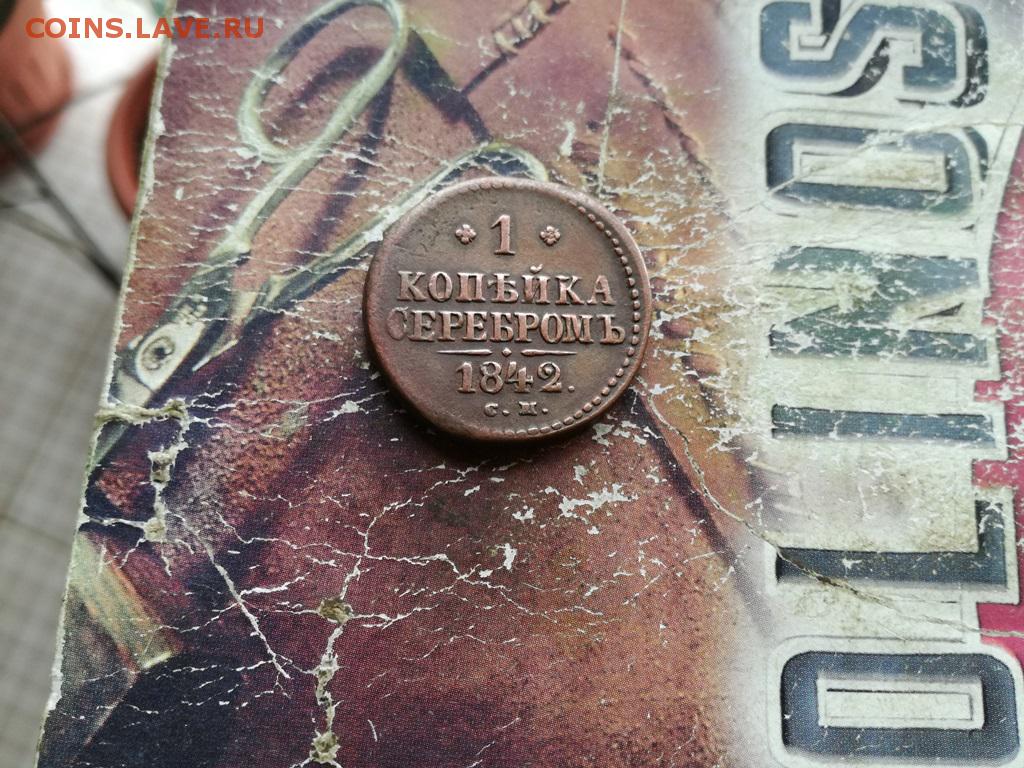 COINS.LAVE.RU
1
КОПѢЙКА
СЕРЕБРОМЪ
1842.
С. М.